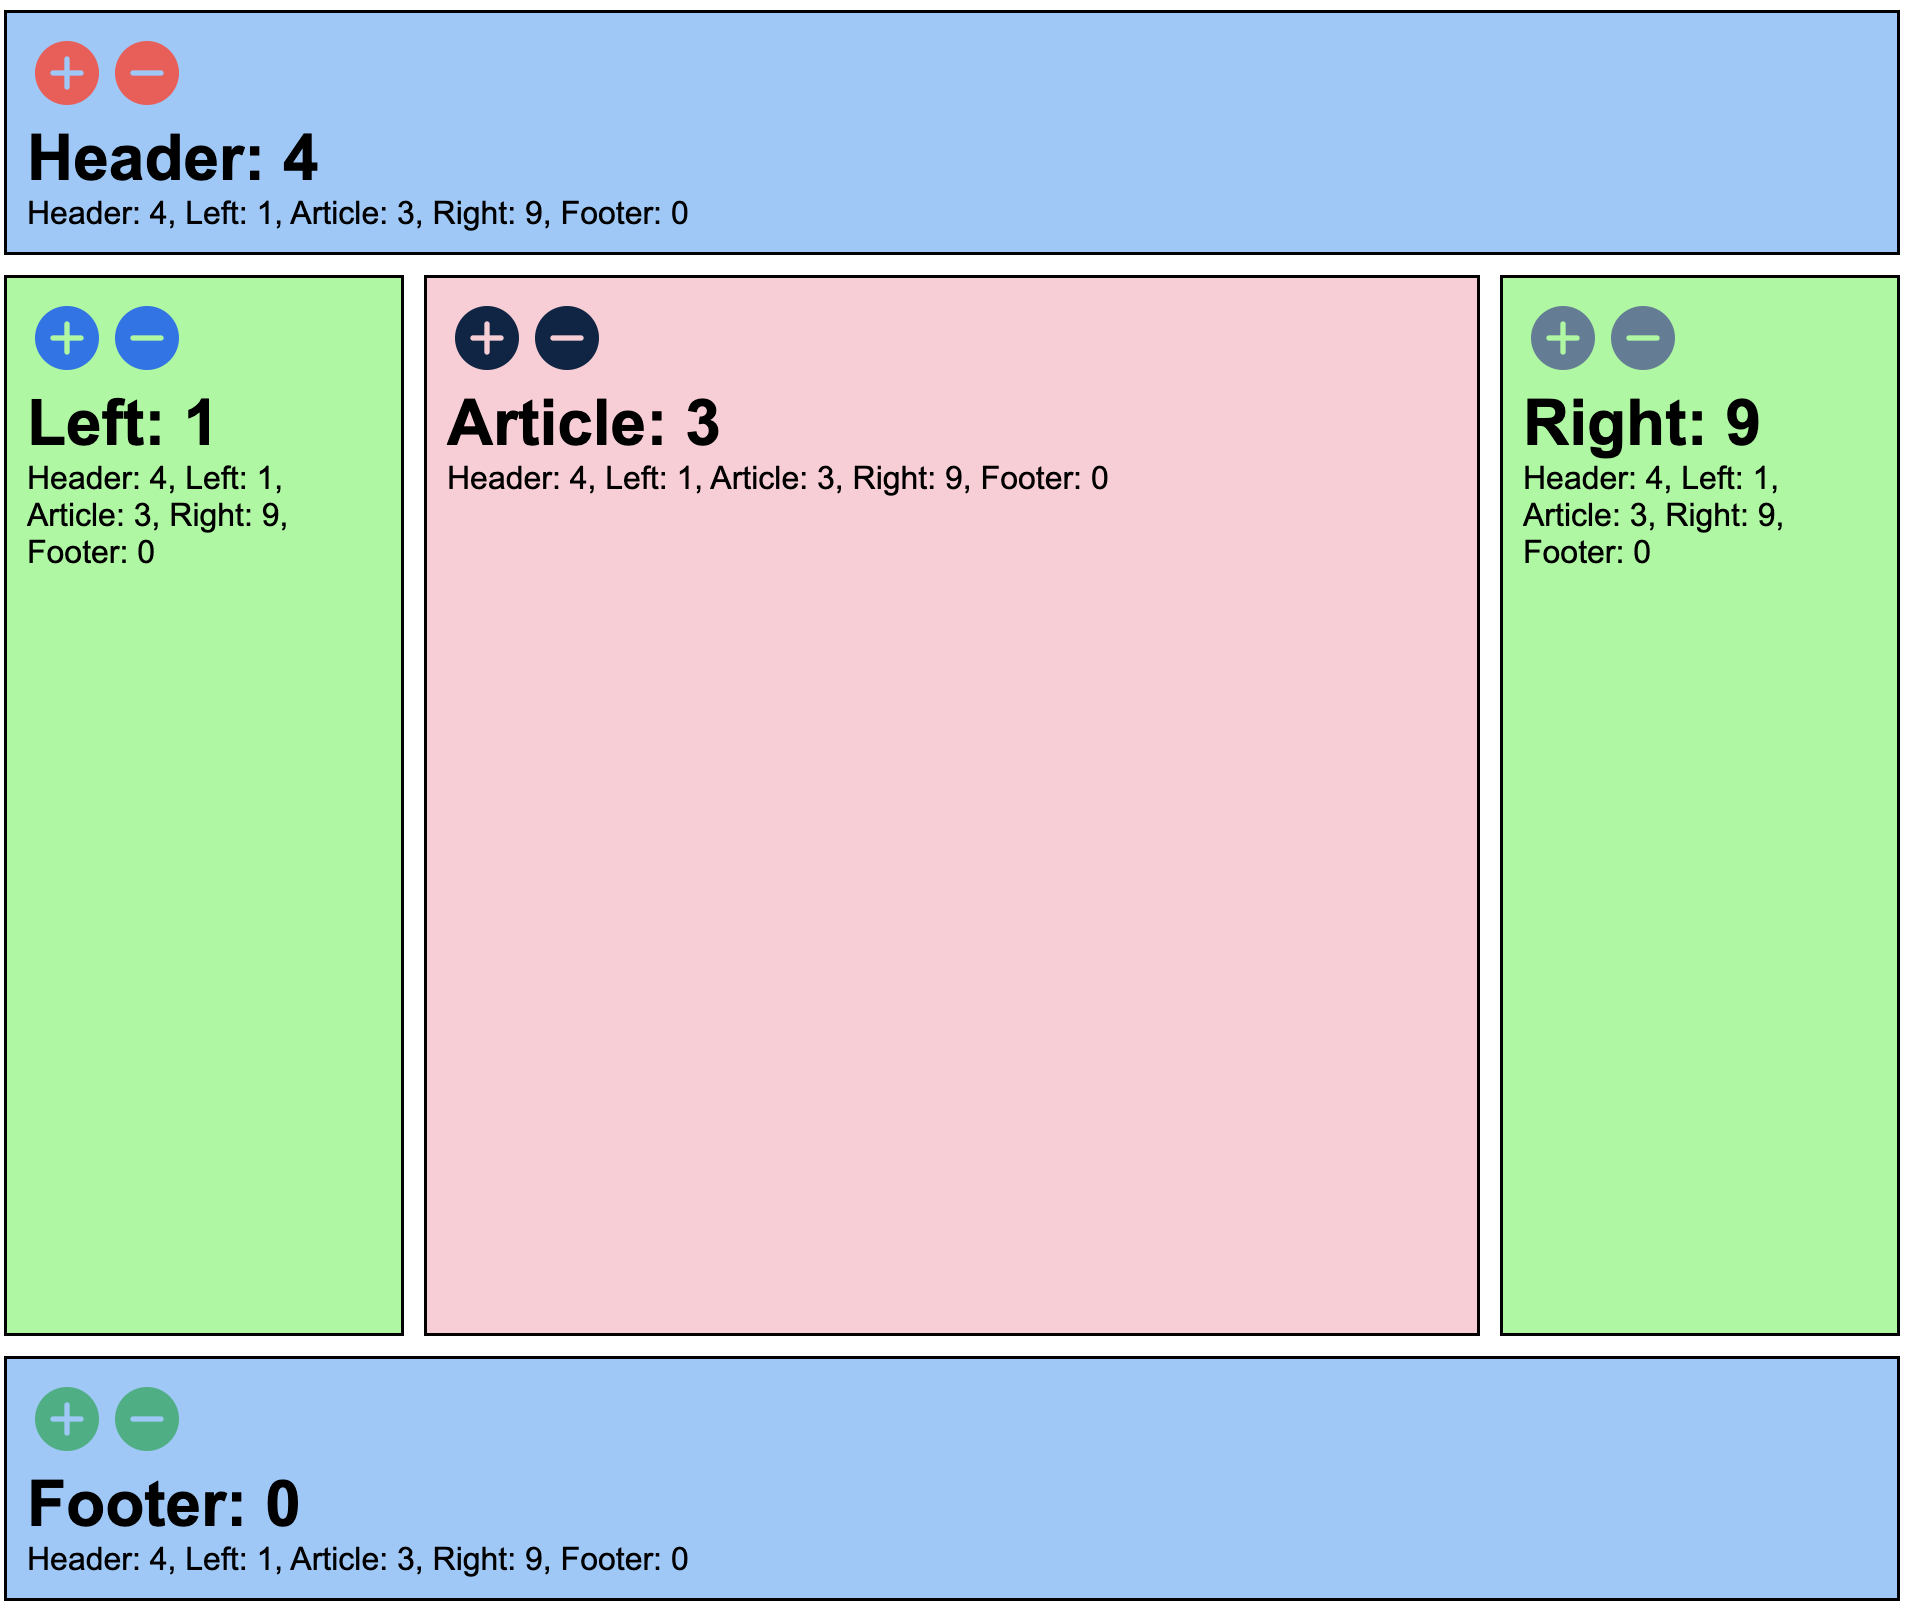 Header: 4
Header: 4, Left: 1, Article: 3, Right: 9, Footer: 0
Left: 1
Header: 4, Left: 1,
Article: 3, Right: 9,
Footer: 0
Article: 3
Header: 4, Left: 1, Article: 3, Right: 9, Footer: 0
Right: 9
Header: 4, Left: 1,
Article: 3, Right: 9,
Footer: 0
Footer: 0
Header: 4, Left: 1, Article: 3, Right: 9, Footer: 0